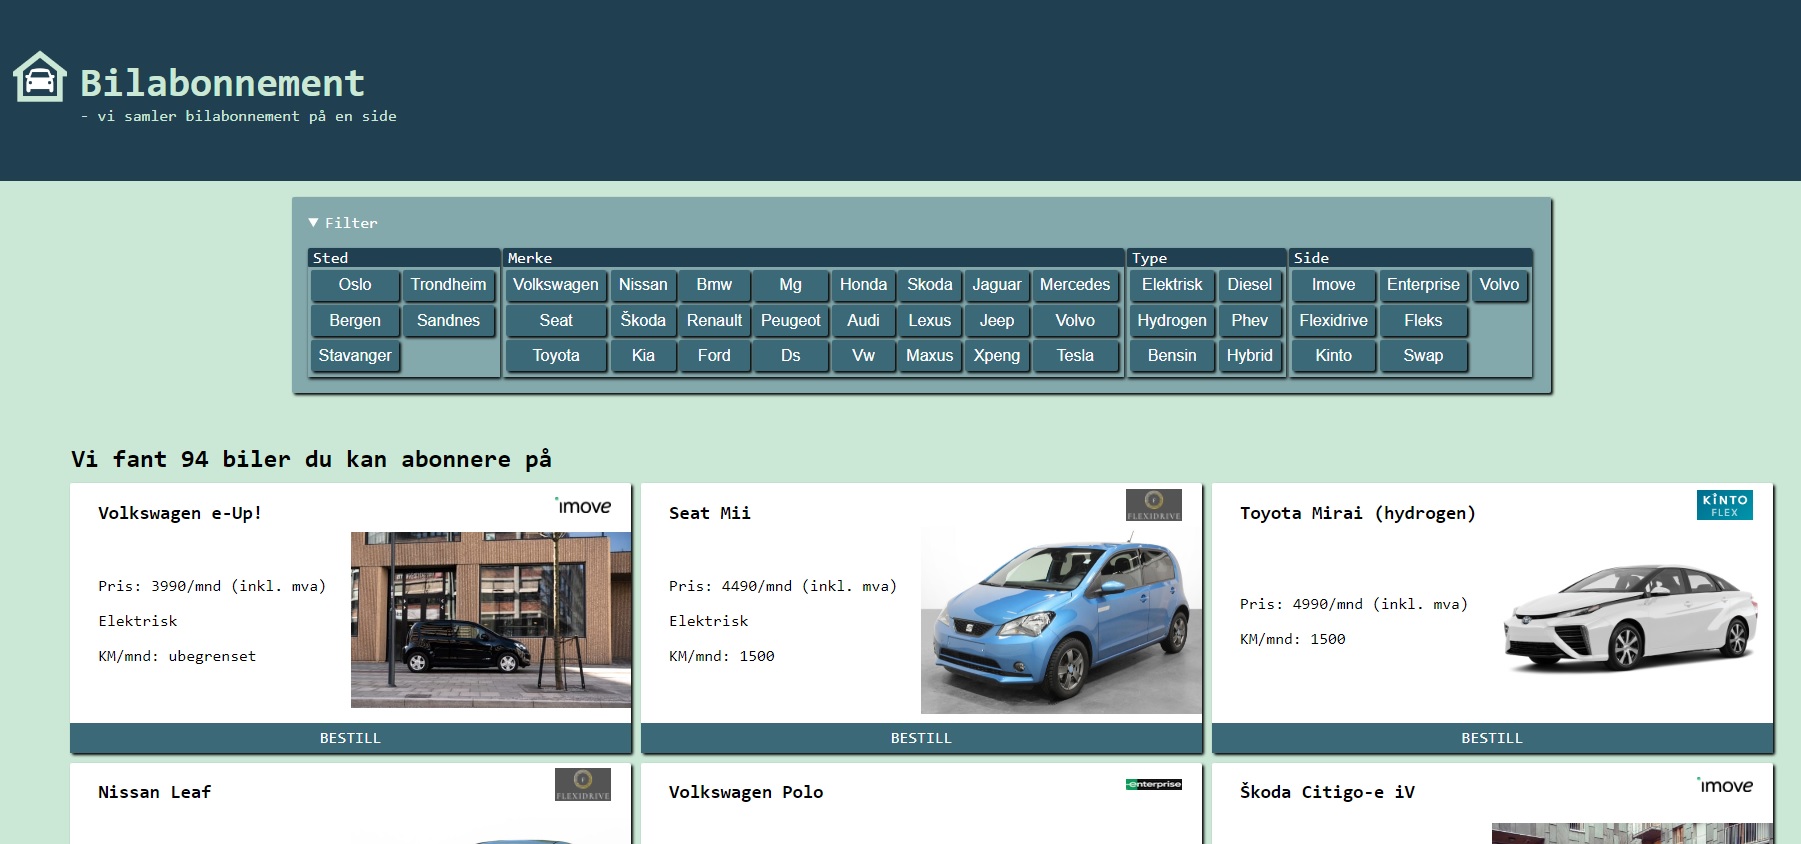 Bilabonnement
- vi samler bilabonnement på en side
▼ Filter
Sted
Oslo Trondheim
Bergen Sandnes
Stavanger
Merke
Volkswagen Nissan Bmw Mg Honda Skoda Jaguar Mercedes
Seat Škoda Renault Peugeot Audi Lexus Jeep Volvo
Toyota Kia Ford Ds Vw Maxus Xpeng Tesla
Type
Elektrisk Diesel
Hydrogen Phev
Bensin Hybrid
Side
Imove Enterprise Volvo
Flexidrive Fleks
Kinto Swap
Vi fant 94 biler du kan abonnere på
Volkswagen e-Up!
imove
Pris: 3990/mnd (inkl. mva)
Elektrisk
KM/mnd: ubegrenset
BESTILL
Seat Mii
FLEXIDRIVE
Pris: 4490/mnd (inkl. mva)
Elektrisk
KM/mnd: 1500
BESTILL
Toyota Mirai (hydrogen)
KINTO
FLEX
Pris: 4990/mnd (inkl. mva)
KM/mnd: 1500
BESTILL
Nissan Leaf
FLEXIDRIVE
Volkswagen Polo
enterprise
Škoda Citigo-e iV
imove